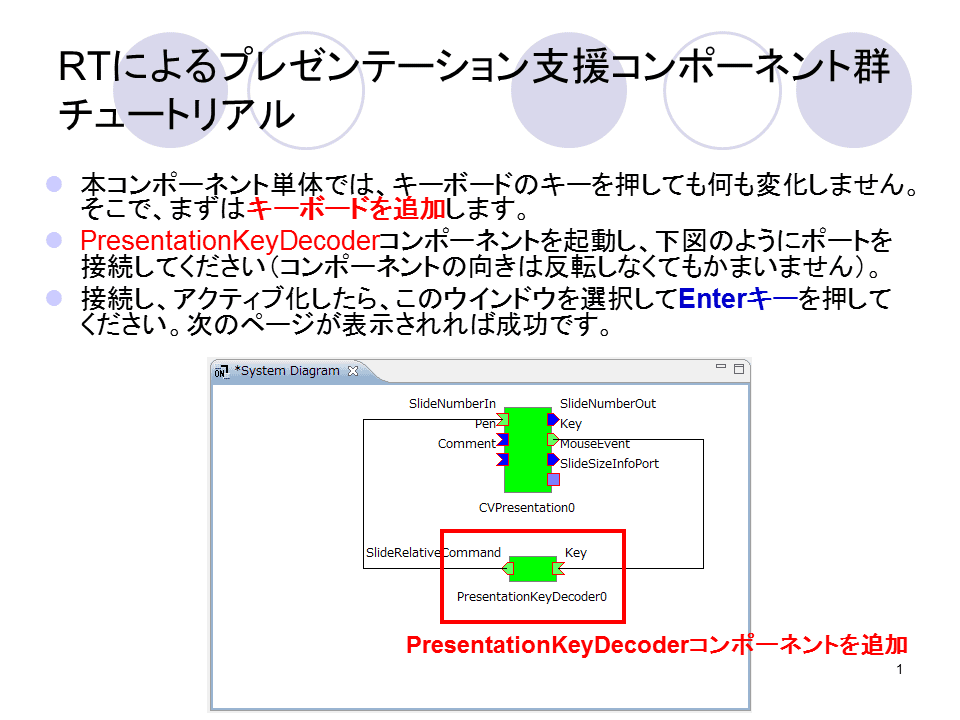 RTによるプレゼンテーション支援コンポーネント群
チュートリアル
本コンポーネント単体では、キーボードのキーを押しても何も変化しません。
そこで、まずはキーボードを追加します。
PresentationKeyDecoderコンポーネントを起動し、下図のようにポートを
接続してください（コンポーネントの向きは反転しなくてもかまいません）。
接続し、アクティブ化したら、このウインドウを選択してEnterキーを押して
ください。次のページが表示されれば成功です。
ON
*System Diagram
SlideNumberIn
SlideNumberOut
Pen
Key
Comment
MouseEvent
SlideSizeInfoPort
CVPresentation0
SlideRelativeCommand
Key
PresentationKeyDecoder0
PresentationKeyDecoderコンポーネントを追加
1